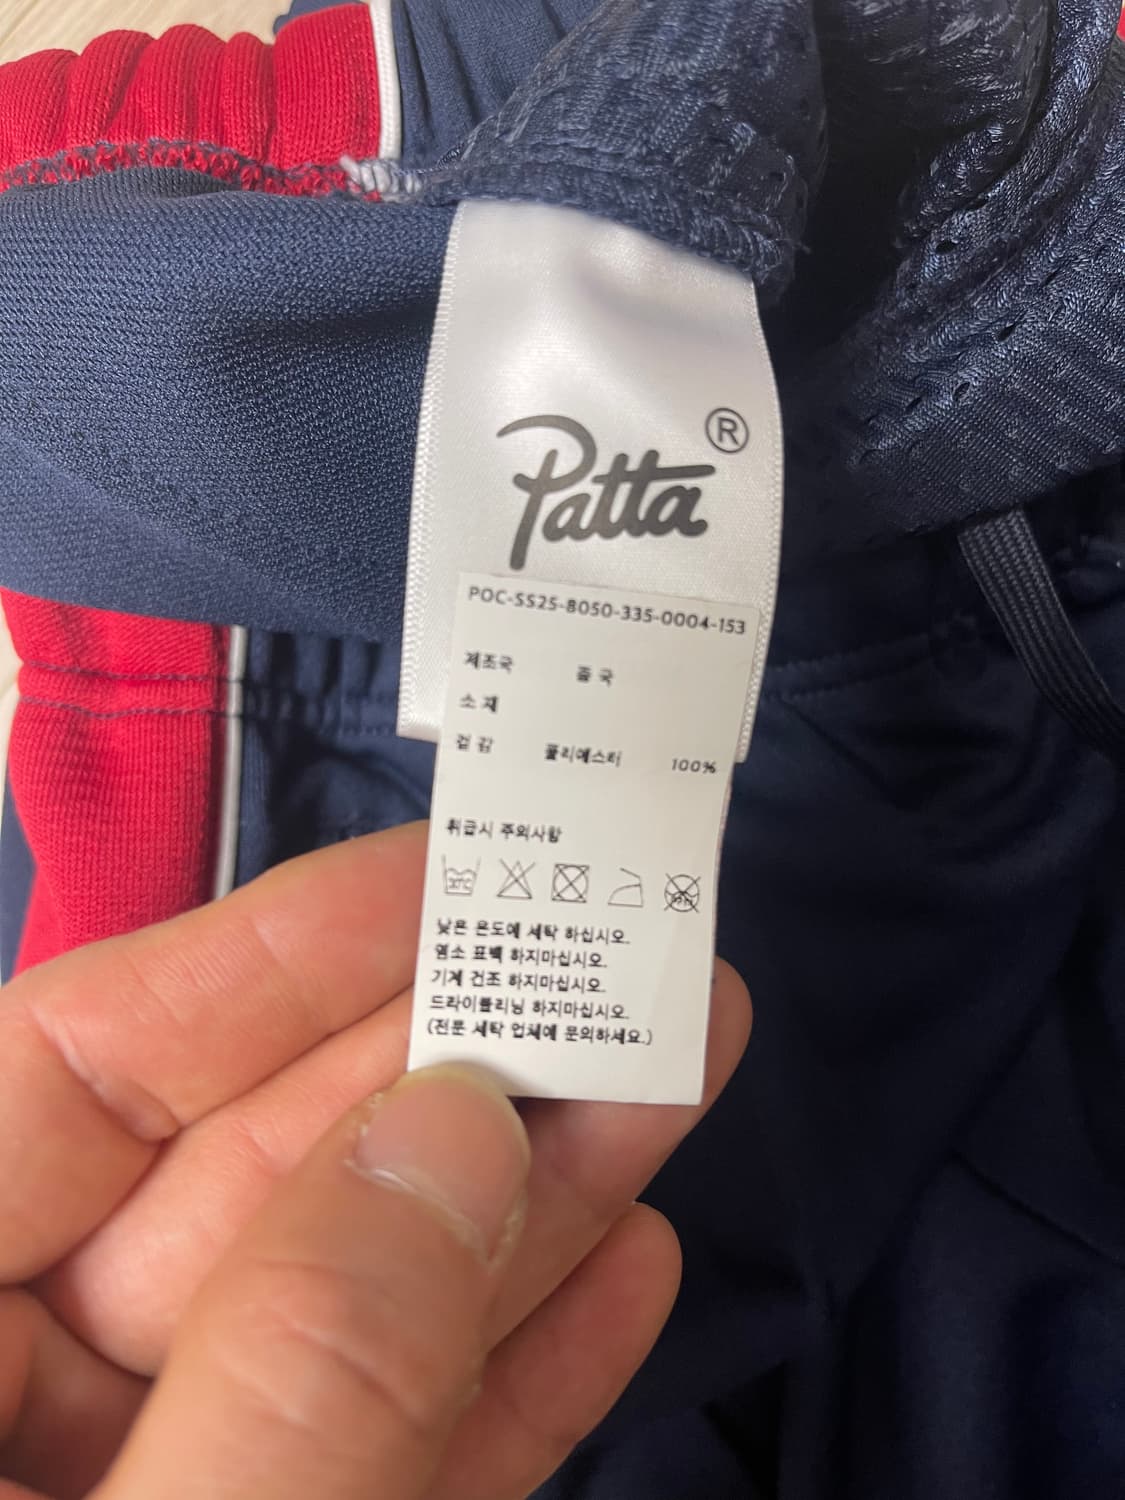 Patta®
POC-SS25-8050-335-0004-153
제조국 중국
소재
겉감 폴리에스터 100%
취급시 주의사항
30℃
낮은 온도에 세탁 하십시오.
염소 표백 하지마십시오.
기계 건조 하지마십시오.
드라이클리닝 하지마십시오.
(전문 세탁 업체에 문의하세요.)